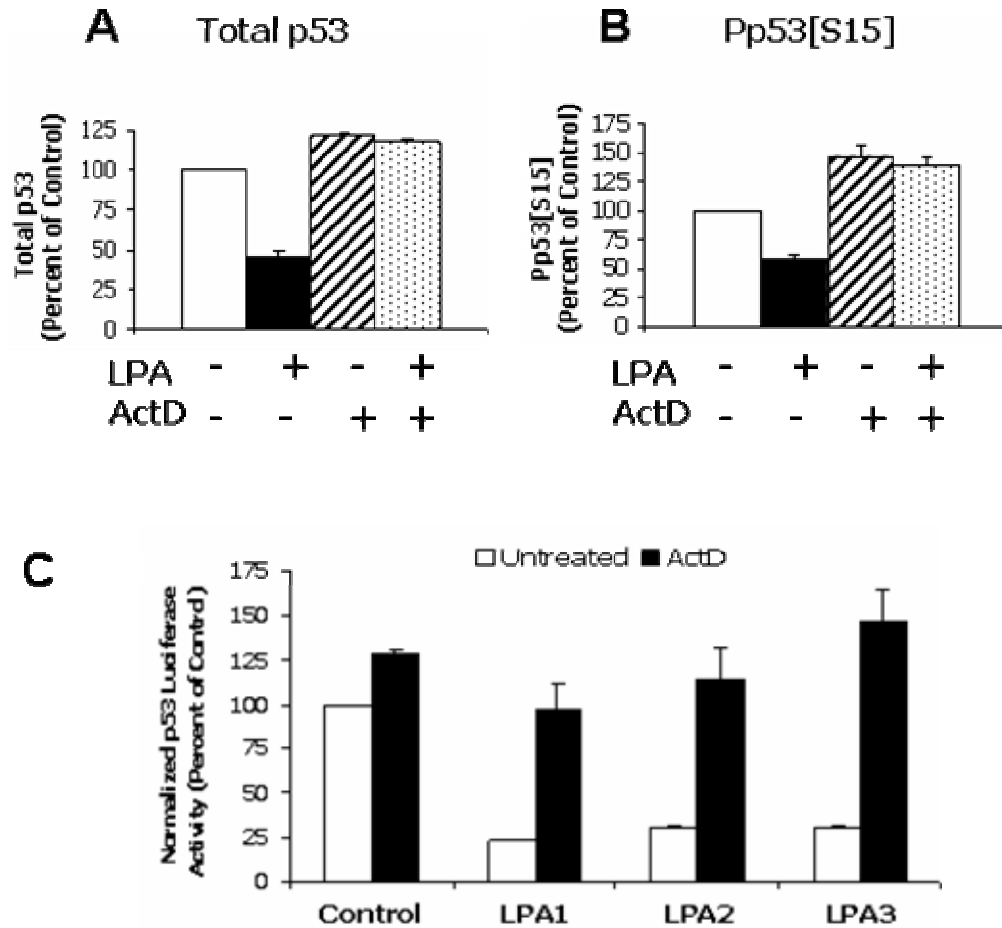 A Total p53
Total p53
(Percent of Control)
125
100
75
50
25
0
LPA - + - +
ActD - - + +
B Pp53[S15]
Pp53[S15]
(Percent of Control)
175
150
125
100
75
50
25
0
LPA - + - +
ActD - - + +
C
Untreated ActD
Normalized p53 Luciferase
Activity (Percent of Control)
175
150
125
100
75
50
25
0
Control LPA1 LPA2 LPA3